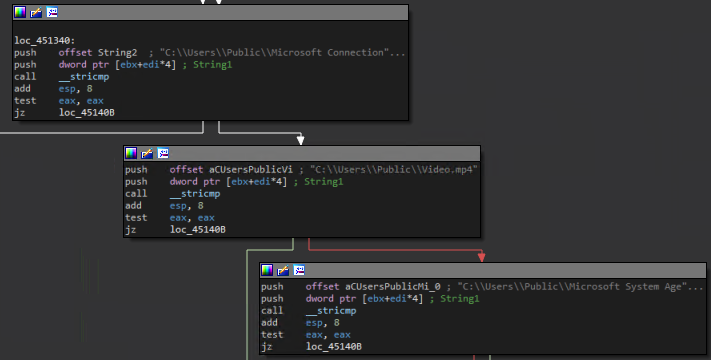 loc_451340:
push offset String2 ; "C:\\Users\\Public\\Microsoft Connection"...
push dword ptr [ebx+edi*4] ; String1
call __stricmp
add esp, 8
test eax, eax
jz loc_45140B
push offset aCUsersPublicVi ; "C:\\Users\\Public\\Video.mp4"
push dword ptr [ebx+edi*4] ; String1
call __stricmp
add esp, 8
test eax, eax
jz loc_45140B
push offset aCUsersPublicMi_0 ; "C:\\Users\\Public\\Microsoft System Age"...
push dword ptr [ebx+edi*4] ; String1
call __stricmp
add esp, 8
test eax, eax
jz loc_45140B